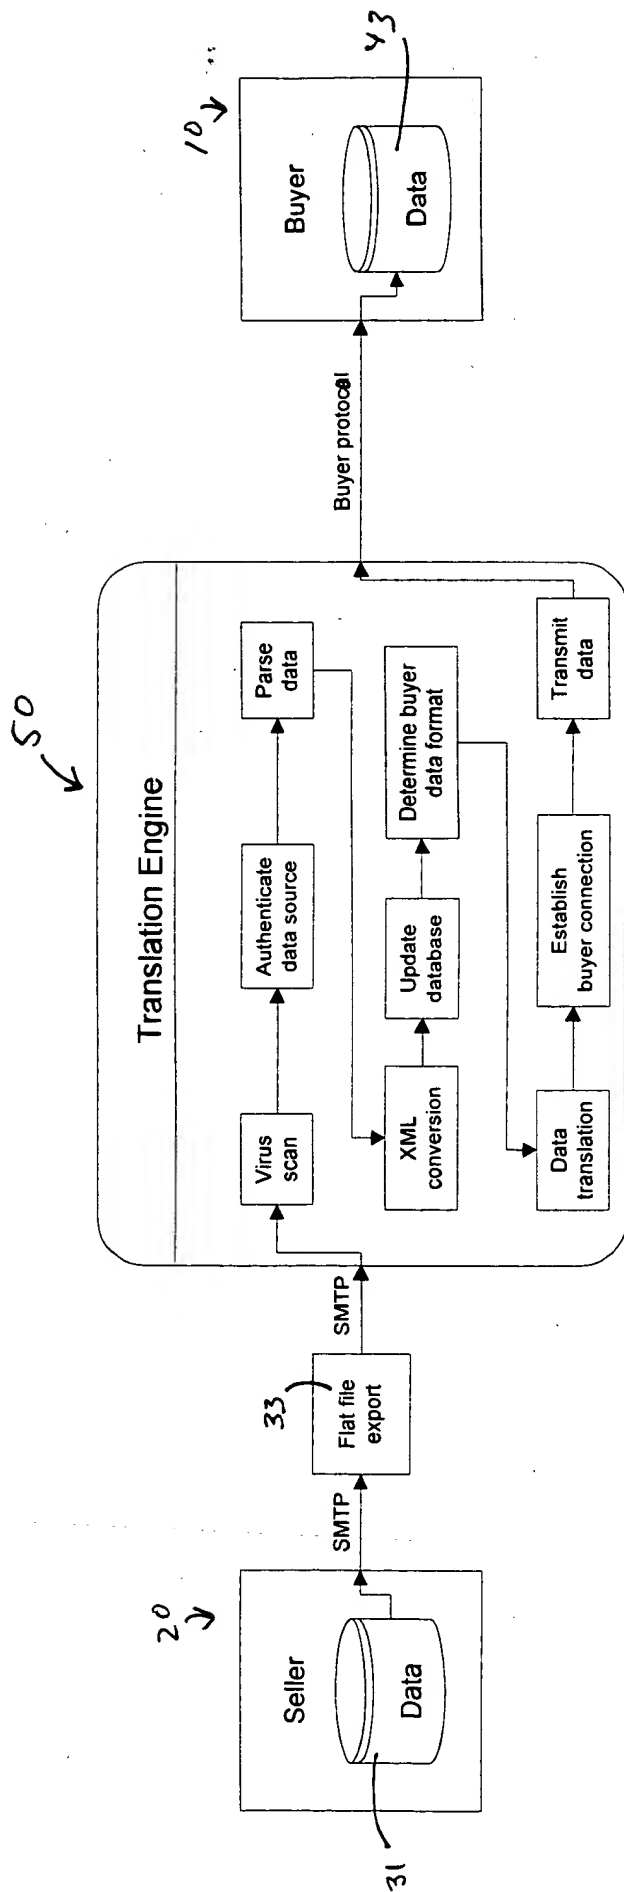 20
Seller
Data
31
SMTP
33
Flat file
export
SMTP
50
Translation Engine
Virus
scan
Authenticate
data source
Parse
data
XML
conversion
Update
database
Determine buyer
data format
Data
translation
Establish
buyer connection
Transmit
data
Buyer protocol
10
Buyer
Data
43